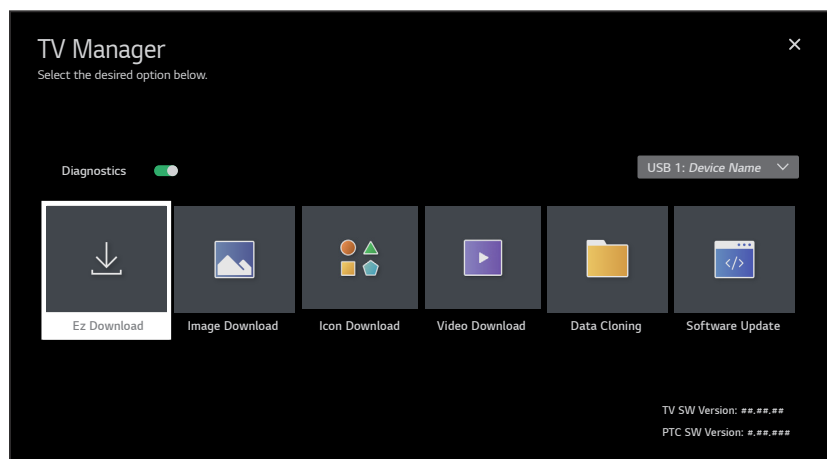 TV Manager
Select the desired option below.
Diagnostics
USB 1: Device Name
</>
Ez Download
Image Download
Icon Download
Video Download
Data Cloning
Software Update
TV SW Version: ##.##.##
PTC SW Version: #.##.###